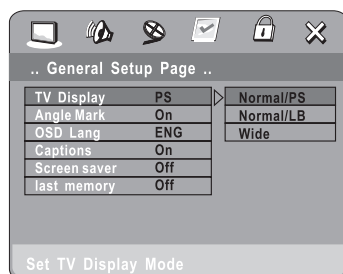 .. General Setup Page ..
TV Display PS Normal/PS
Angle Mark On Normal/LB
OSD Lang ENG Wide
Captions On
Screen saver Off
last memory Off
Set TV Display Mode